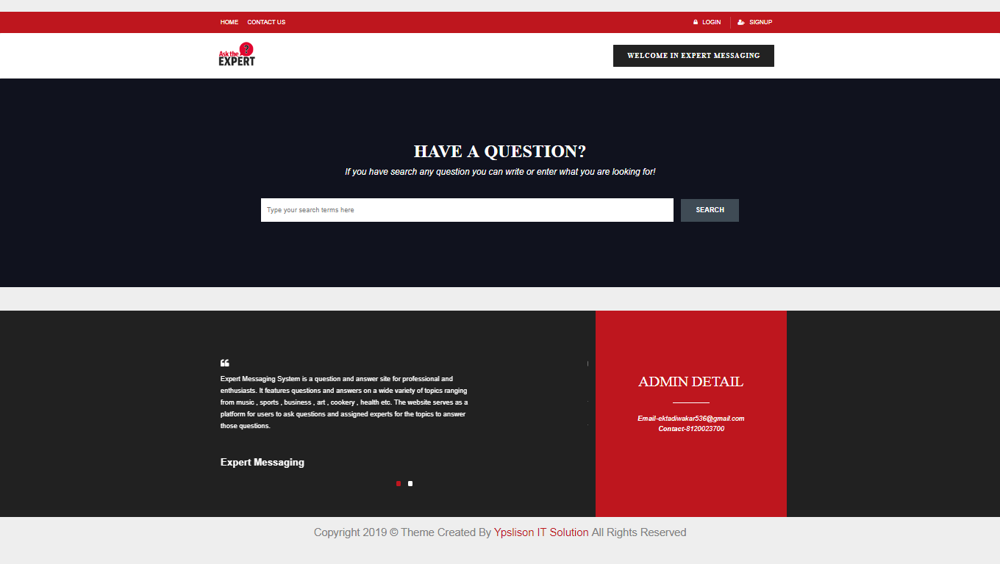 HOME CONTACT US LOGIN SIGNUP
Ask the ?
EXPERT
WELCOME IN EXPERT MESSAGING
HAVE A QUESTION?
If you have search any question you can write or enter what you are looking for!
Type your search terms here SEARCH
Expert Messaging System is a question and answer site for professional and
enthusiasts. It features questions and answers on a wide variety of topics ranging
from music , sports , business , art , cookery , health etc. The website serves as a
platform for users to ask questions and assigned experts for the topics to answer
those questions.
Expert Messaging
ADMIN DETAIL
Email-ektadiwakar536@gmail.com
Contact-8120023700
Copyright 2019 © Theme Created By Ypslison IT Solution All Rights Reserved